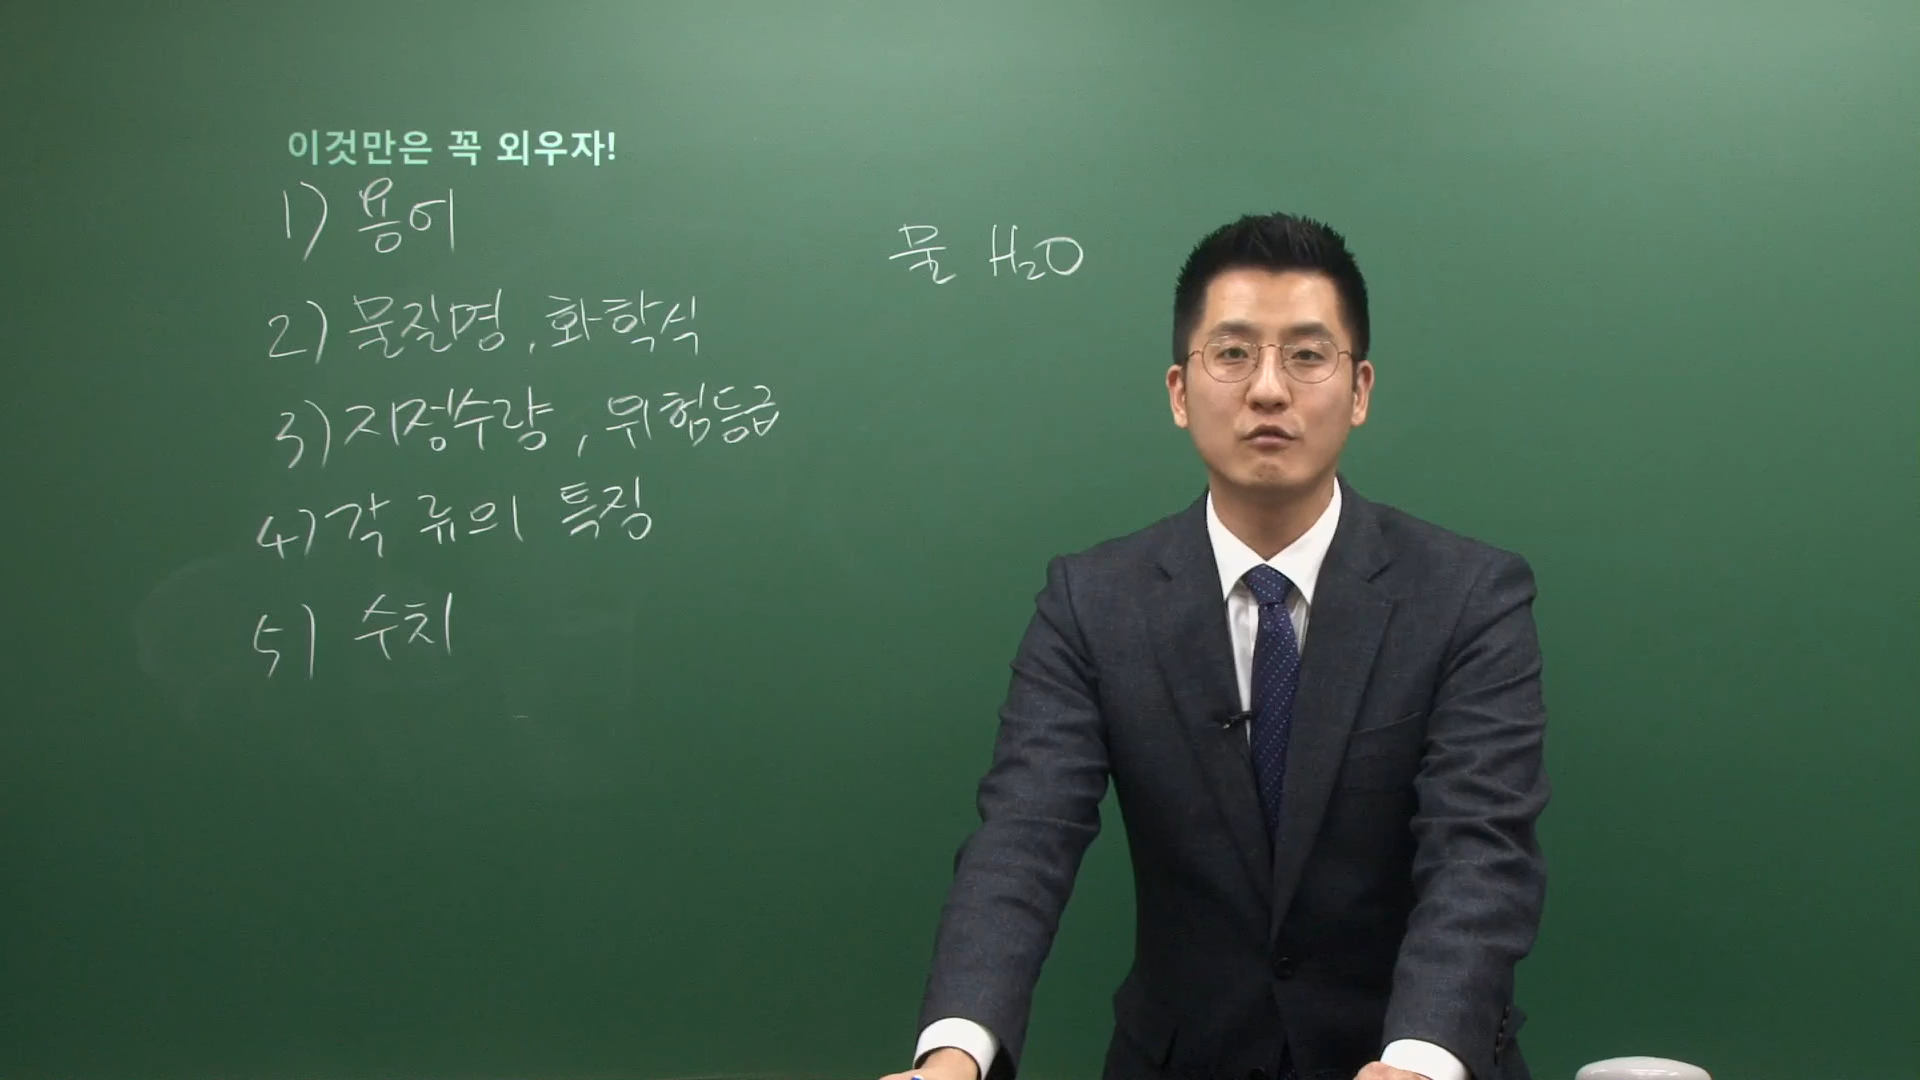 이것만은 꼭 외우자!
1) 용어
물 H₂O
2) 물질명, 화학식
3) 지정수량, 위험등급
4) 각 류의 특징
5) 수치